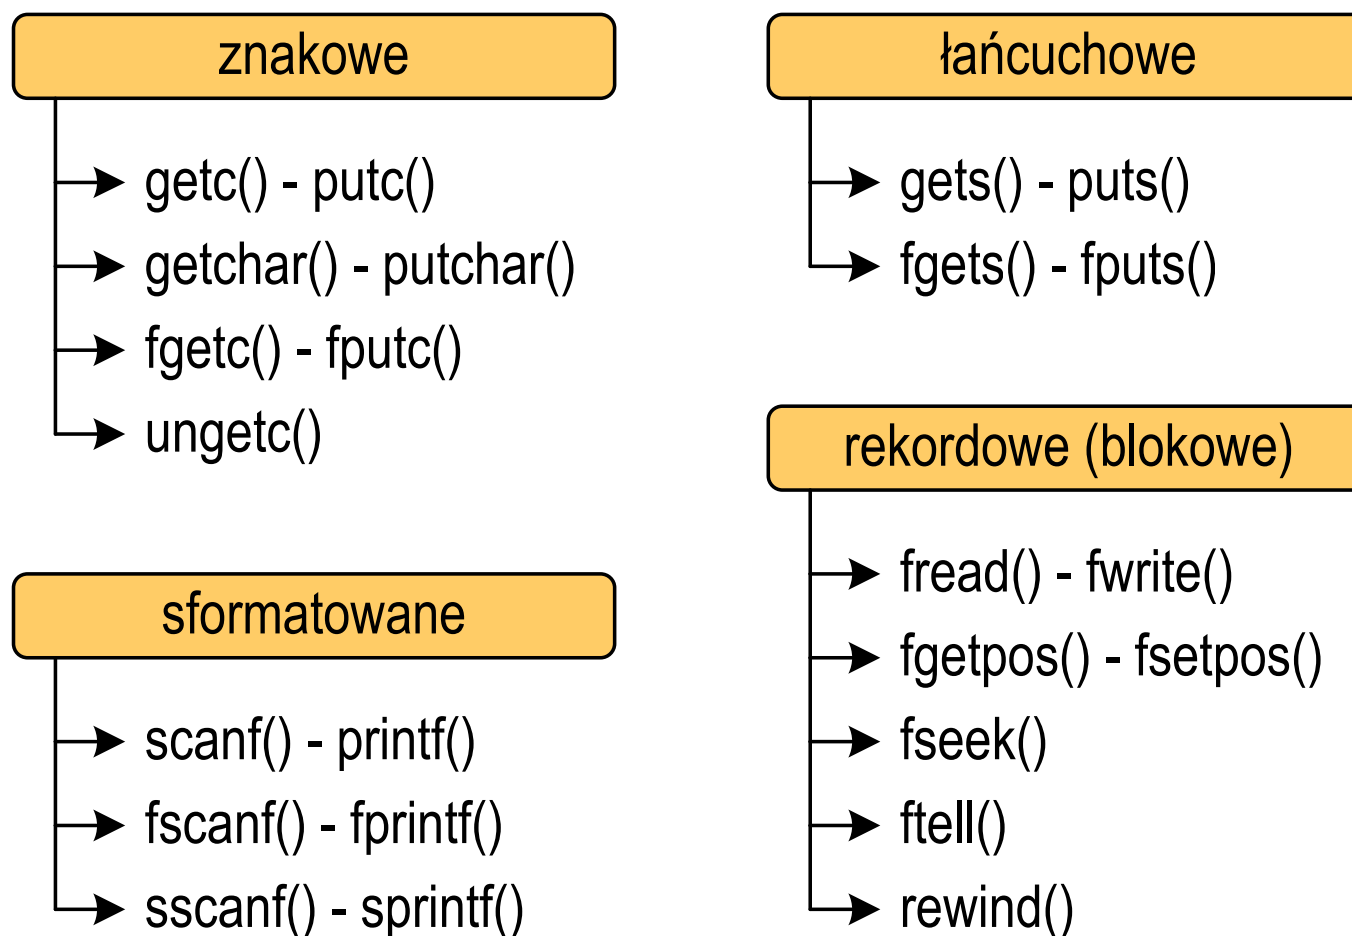 znakowe
getc() - putc()
getchar() - putchar()
fgetc() - fputc()
ungetc()
sformatowane
scanf() - printf()
fscanf() - fprintf()
sscanf() - sprintf()
łańcuchowe
gets() - puts()
fgets() - fputs()
rekordowe (blokowe)
fread() - fwrite()
fgetpos() - fsetpos()
fseek()
ftell()
rewind()